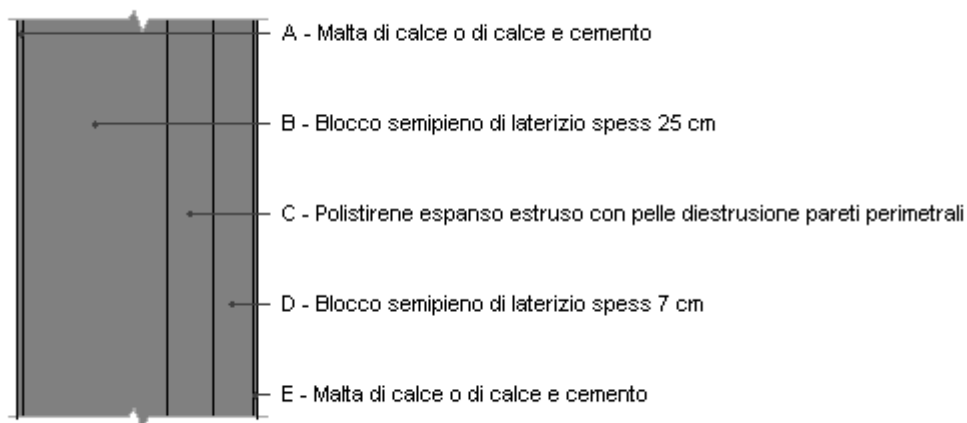 A - Malta di calce o di calce e cemento
B - Blocco semipieno di laterizio spess 25 cm
C - Polistirene espanso estruso con pelle diestrusione pareti perimetrali
D - Blocco semipieno di laterizio spess 7 cm
E - Malta di calce o di calce e cemento